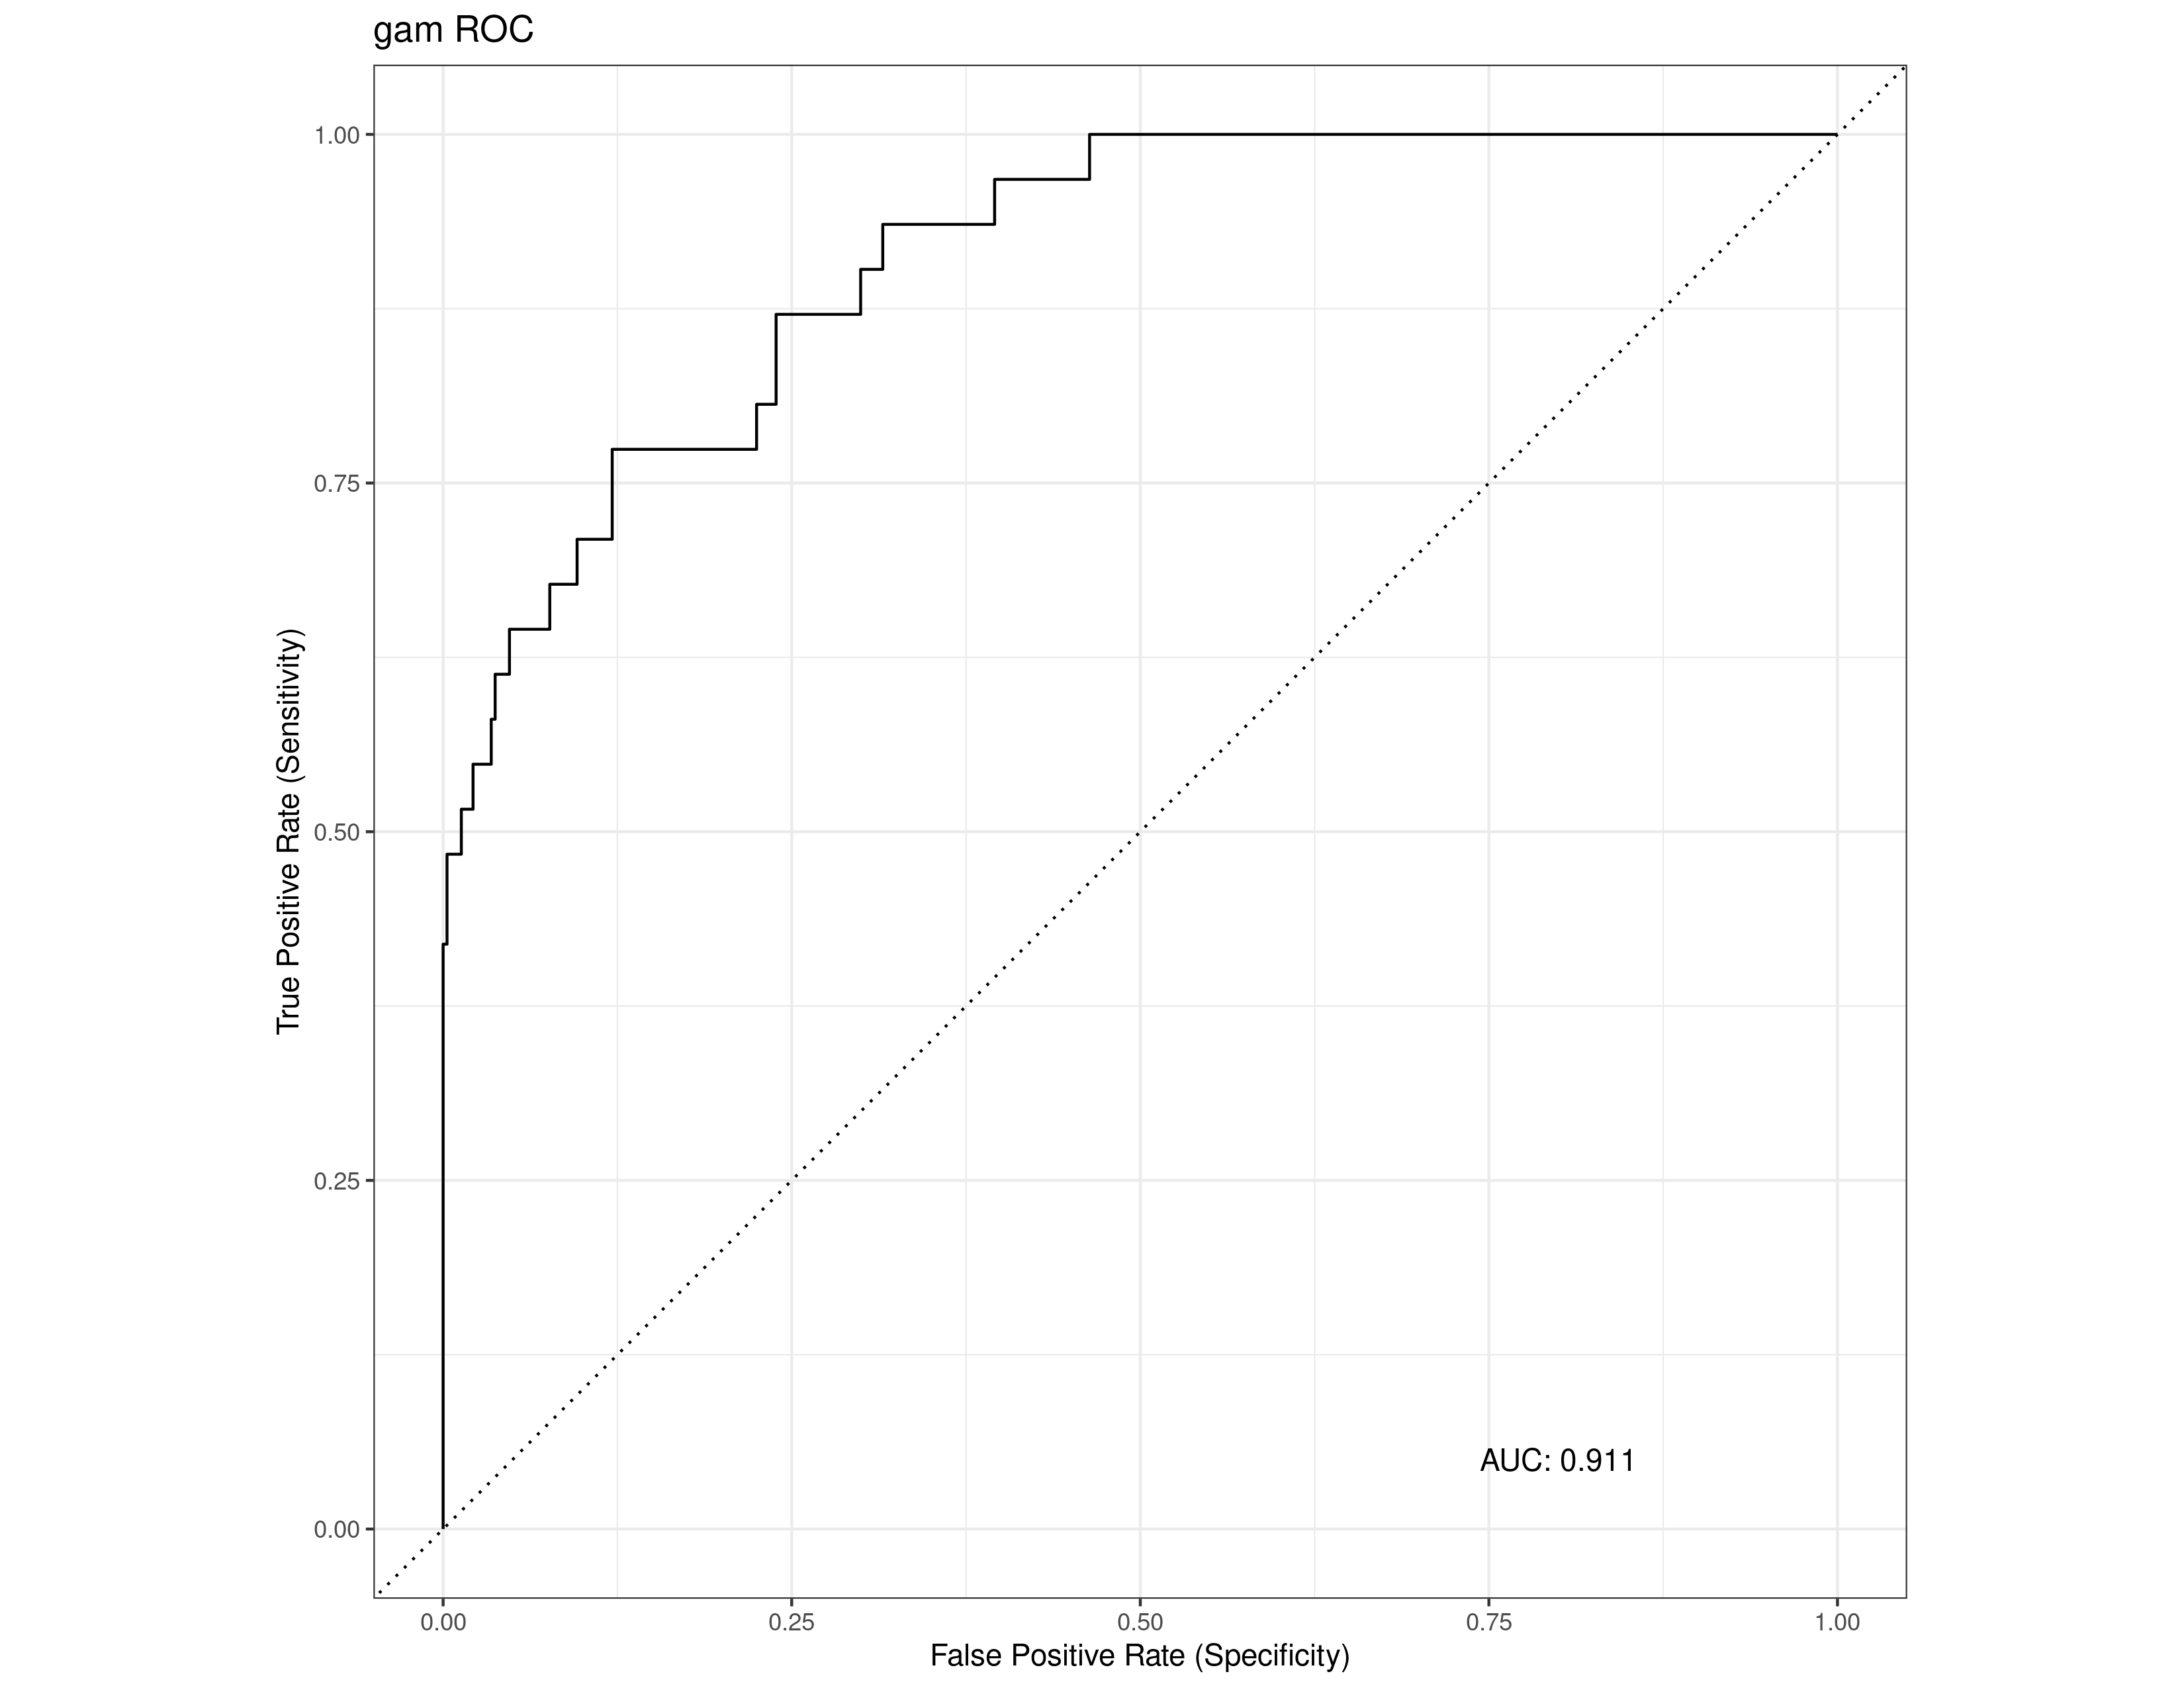 gam ROC
1.00
0.75
0.50
0.25
0.00
True Positive Rate (Sensitivity)
AUC: 0.911
0.00 0.25 0.50 0.75 1.00
False Positive Rate (Specificity)